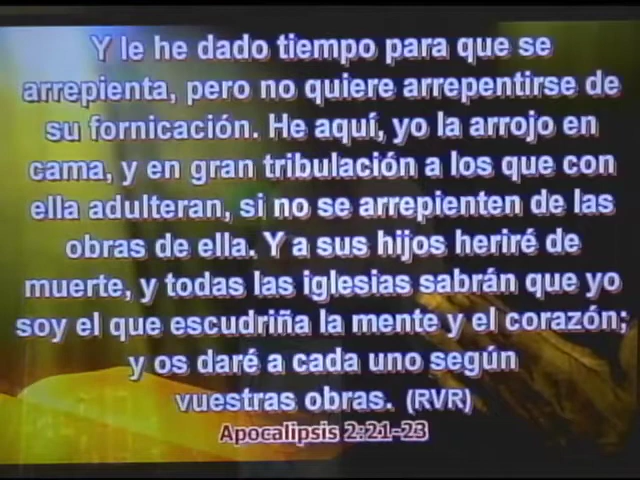 Y le he dado tiempo para que se
arrepienta, pero no quiere arrepentirse de
su fornicación. He aquí, yo la arrojo en
cama, y en gran tribulación a los que con
ella adulteran, si no se arrepienten de las
obras de ella. Y a sus hijos heriré de
muerte, y todas las iglesias sabrán que yo
soy el que escudriña la mente y el corazón;
y os daré a cada uno según
vuestras obras. (RVR)
Apocalipsis 2:21-23